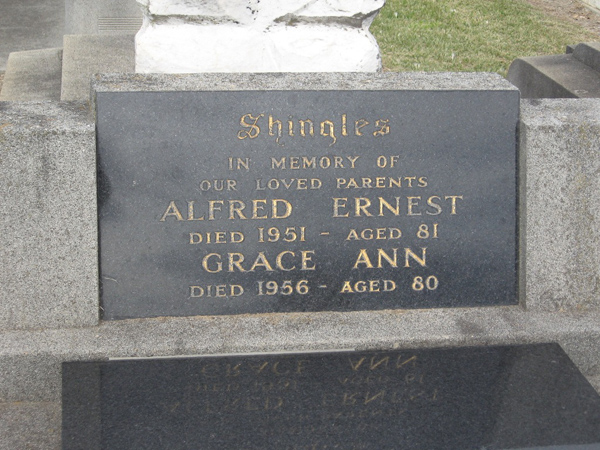 Shingles
IN MEMORY OF
OUR LOVED PARENTS
ALFRED ERNEST
DIED 1951 - AGED 81
GRACE ANN
DIED 1956 - AGED 80